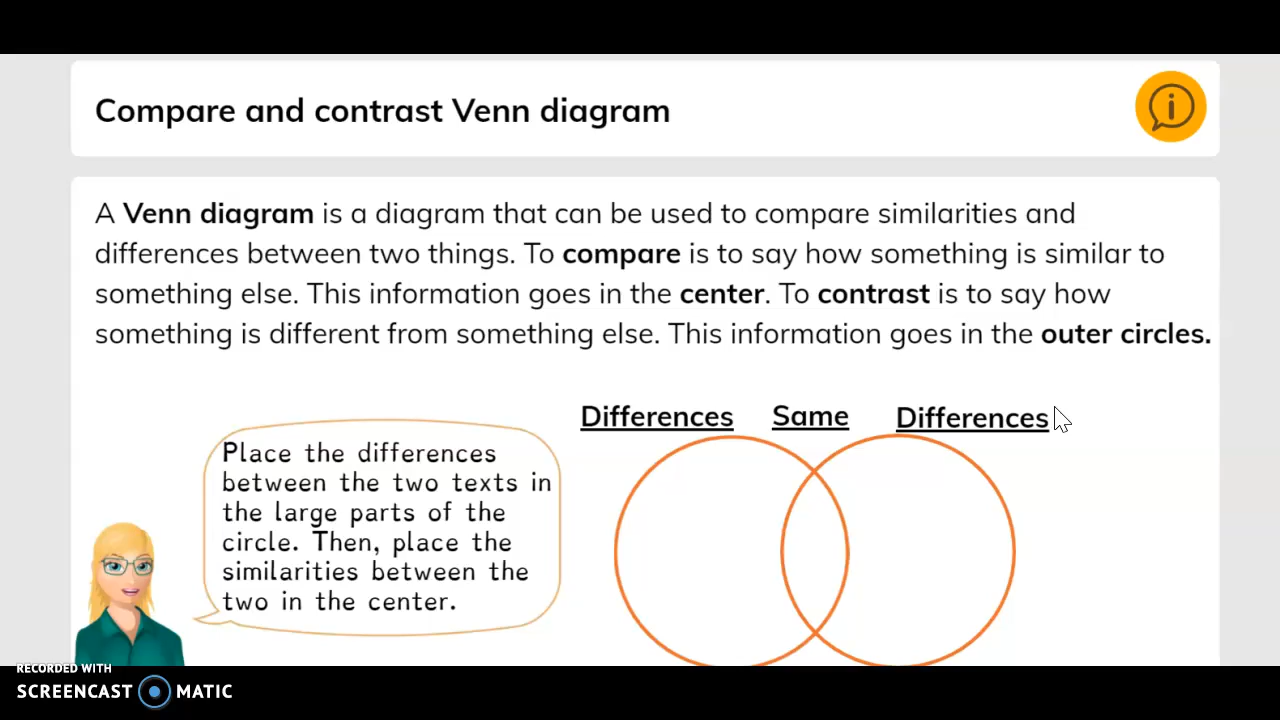 Compare and contrast Venn diagram
A Venn diagram is a diagram that can be used to compare similarities and
differences between two things. To compare is to say how something is similar to
something else. This information goes in the center. To contrast is to say how
something is different from something else. This information goes in the outer circles.
Differences Same Differences
Place the differences
between the two texts in
the large parts of the
circle. Then, place the
similarities between the
two in the center.
RECORDED WITH
SCREENCAST MATIC